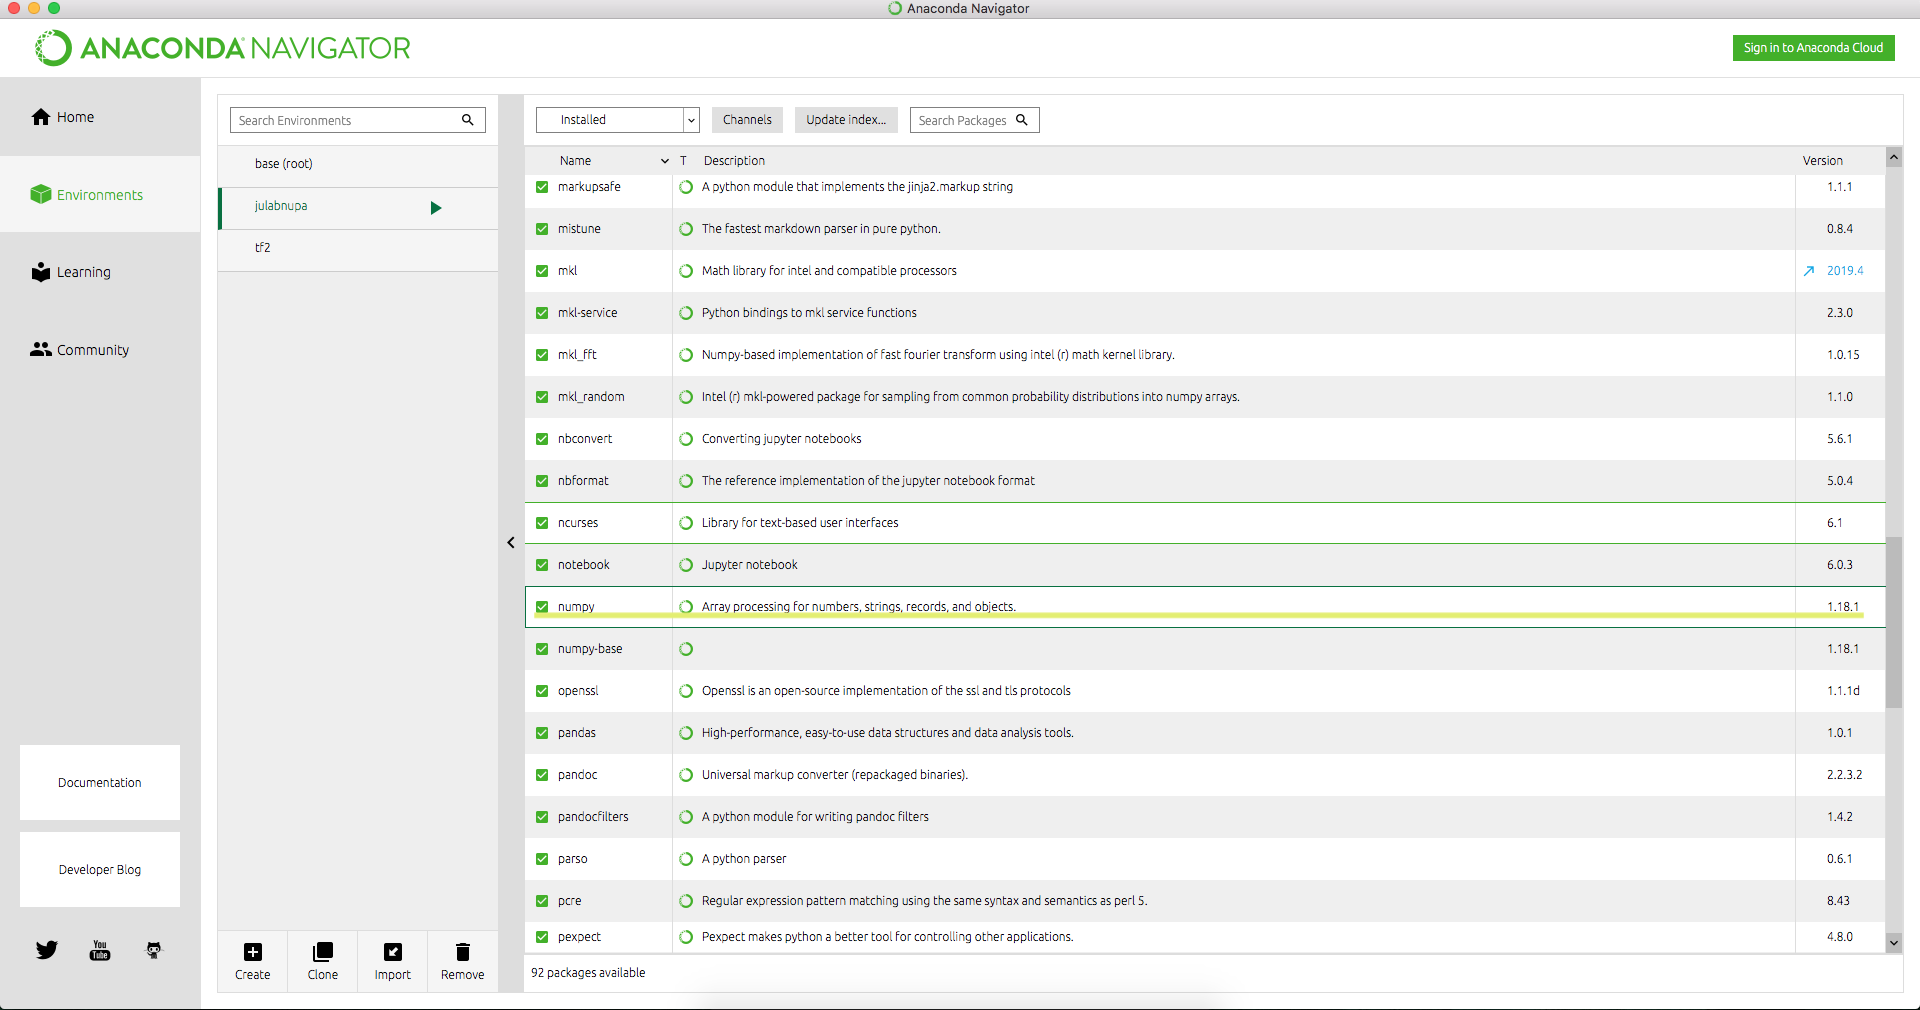 Anaconda Navigator
ANACONDA NAVIGATOR
Sign in to Anaconda Cloud
Home
Environments
Learning
Community
Documentation
Developer Blog
You
Tube
Search Environments
base (root)
julabnupa
tf2
Create Clone Import Remove
Installed Channels Update index... Search Packages
Name T Description Version
markupsafe A python module that implements the jinja2.markup string 1.1.1
mistune The fastest markdown parser in pure python. 0.8.4
mkl Math library for intel and compatible processors 2019.4
mkl-service Python bindings to mkl service functions 2.3.0
mkl_fft Numpy-based implementation of fast fourier transform using intel (r) math kernel library. 1.0.15
mkl_random Intel (r) mkl-powered package for sampling from common probability distributions into numpy arrays. 1.1.0
nbconvert Converting jupyter notebooks 5.6.1
nbformat The reference implementation of the jupyter notebook format 5.0.4
ncurses Library for text-based user interfaces 6.1
notebook Jupyter notebook 6.0.3
numpy Array processing for numbers, strings, records, and objects. 1.18.1
numpy-base 1.18.1
openssl Openssl is an open-source implementation of the ssl and tls protocols 1.1.1d
pandas High-performance, easy-to-use data structures and data analysis tools. 1.0.1
pandoc Universal markup converter (repackaged binaries). 2.2.3.2
pandocfilters A python module for writing pandoc filters 1.4.2
parso A python parser 0.6.1
pcre Regular expression pattern matching using the same syntax and semantics as perl 5. 8.43
pexpect Pexpect makes python a better tool for controlling other applications. 4.8.0
92 packages available